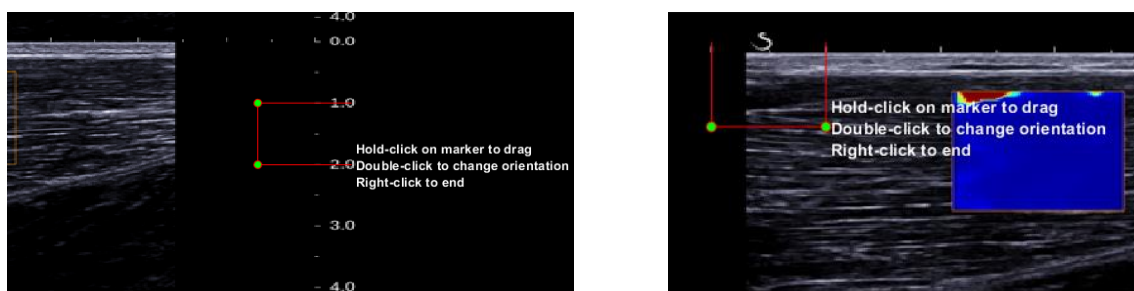 4.0
0.0
1.0
Hold-click on marker to drag
2.0
Double-click to change orientation
Right-click to end
3.0
4.0
S
Hold-click on marker to drag
Double-click to change orientation
Right-click to end